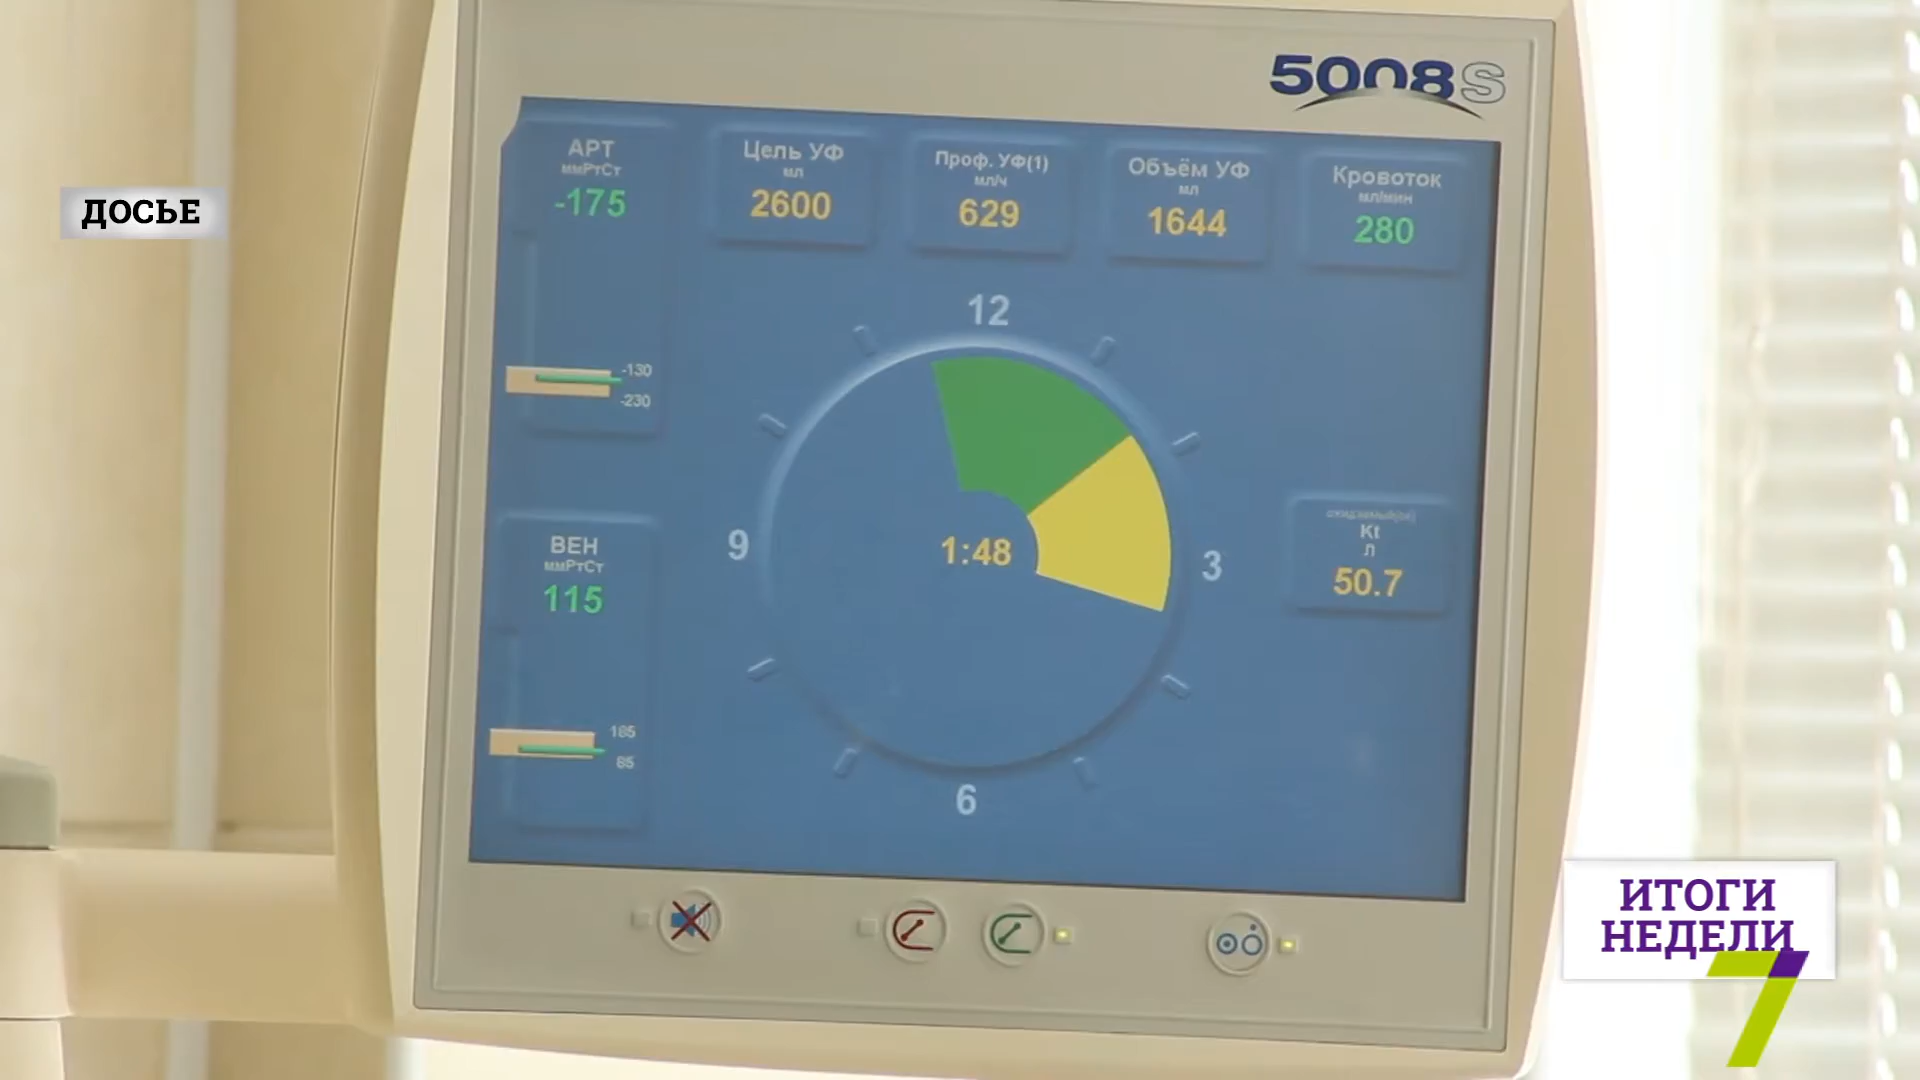 5008S
ДОСЬЕ
АРТ
ммРтСт
-175
Цель УФ
мл
2600
Проф. УФ(1)
мл/ч
629
Объём УФ
мл
1644
Кровоток
мл/мин
280
-130
-230
12
3
6
9
1:48
ВЕН
ммРтСт
115
185
85
Kt
л
50.7
ИТОГИ
НЕДЕЛИ
7